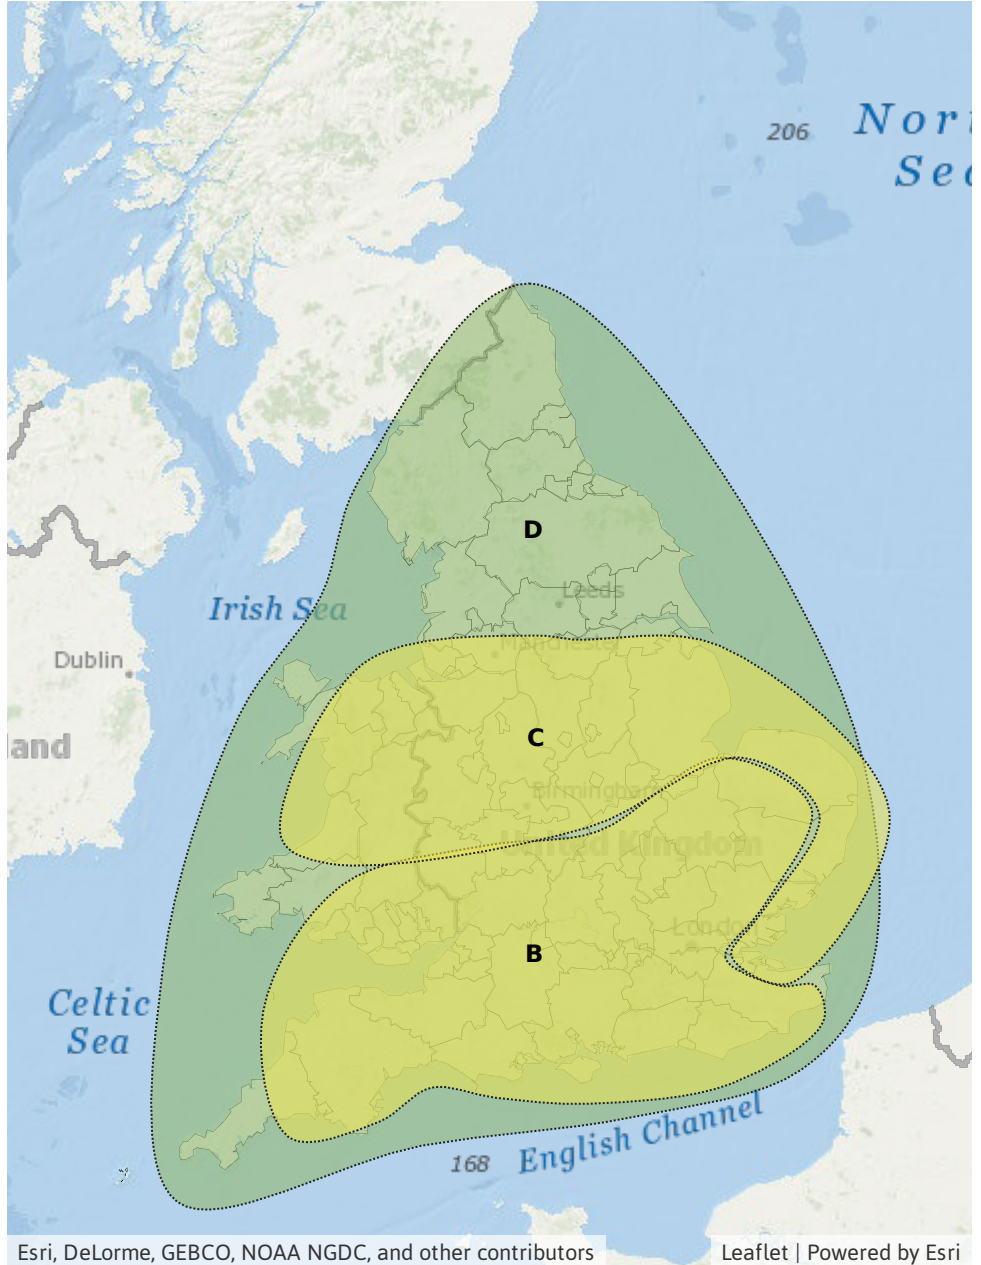 206
Nor
Sea
D
Leeds
Irish Sea
Manchester
Dublin
C
land
Birmingham
United Kingdom
London
B
Celtic
Sea
English Channel
168
Esri, DeLorme, GEBCO, NOAA NGDC, and other contributors
Leaflet | Powered by Esri